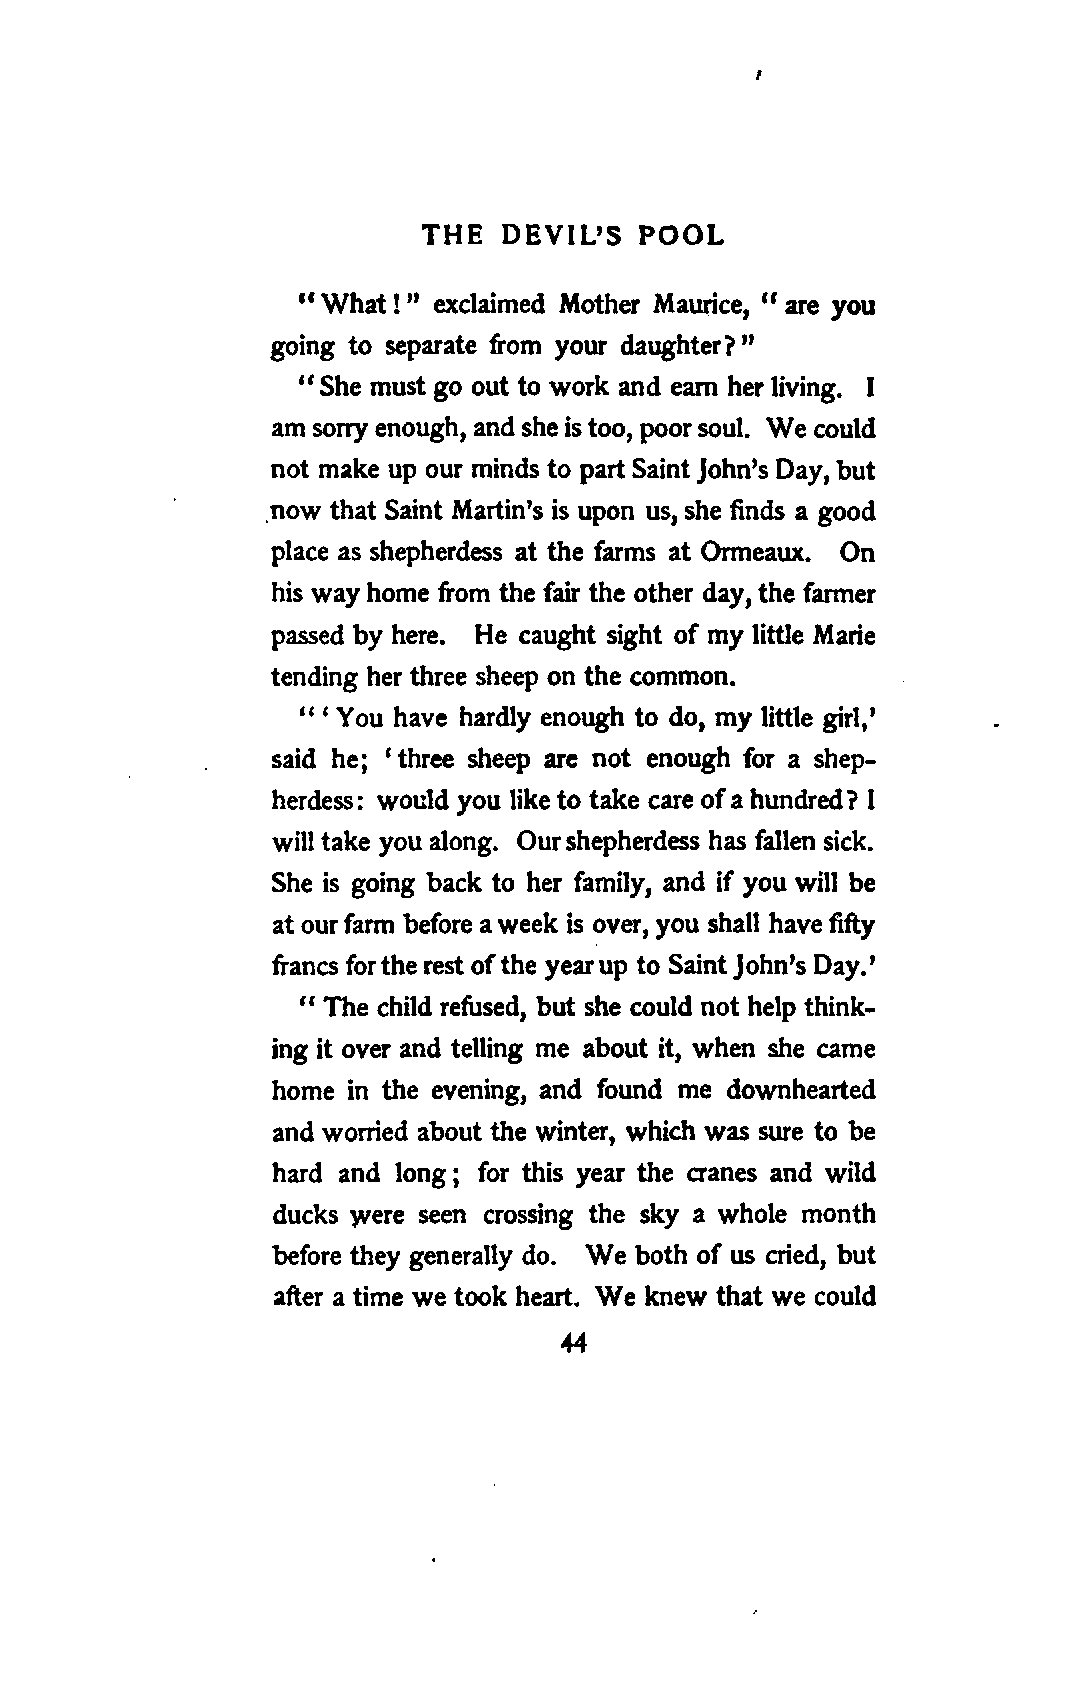 THE DEVIL'S POOL
"What!" exclaimed Mother Maurice, "are you
going to separate from your daughter?"
"She must go out to work and earn her living. I
am sorry enough, and she is too, poor soul. We could
not make up our minds to part Saint John's Day, but
now that Saint Martin's is upon us, she finds a good
place as shepherdess at the farms at Ormeaux. On
his way home from the fair the other day, the farmer
passed by here. He caught sight of my little Marie
tending her three sheep on the common.
"'You have hardly enough to do, my little girl,'
said he; 'three sheep are not enough for a shep-
herdess: would you like to take care of a hundred? I
will take you along. Our shepherdess has fallen sick.
She is going back to her family, and if you will be
at our farm before a week is over, you shall have fifty
francs for the rest of the year up to Saint John's Day.'
"The child refused, but she could not help think-
ing it over and telling me about it, when she came
home in the evening, and found me downhearted
and worried about the winter, which was sure to be
hard and long; for this year the cranes and wild
ducks were seen crossing the sky a whole month
before they generally do. We both of us cried, but
after a time we took heart. We knew that we could
44